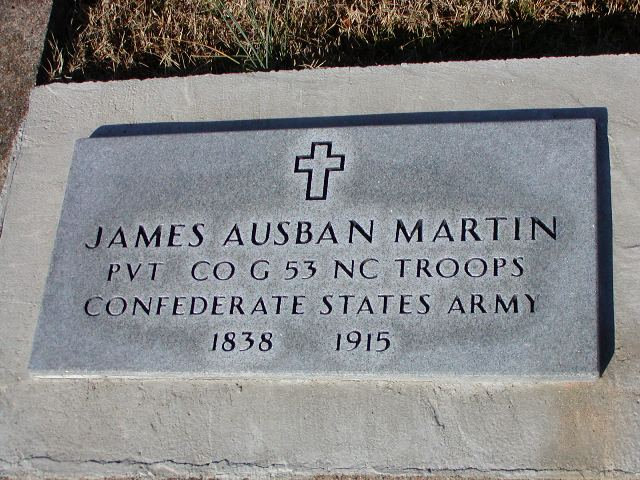 JAMES AUSBAN MARTIN
PVT CO G 53 NC TROOPS
CONFEDERATE STATES ARMY
1838 1915